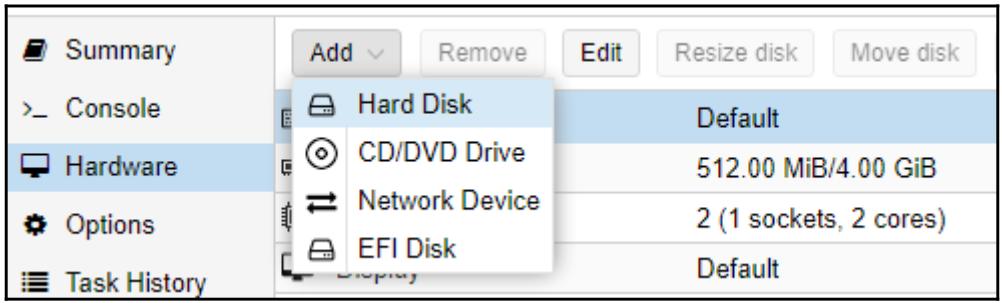 Summary
Console
Hardware
Options
Task History
Add Remove Edit Resize disk Move disk
Hard Disk
CD/DVD Drive
Network Device
EFI Disk
Default
512.00 MiB/4.00 GiB
2 (1 sockets, 2 cores)
Display Default